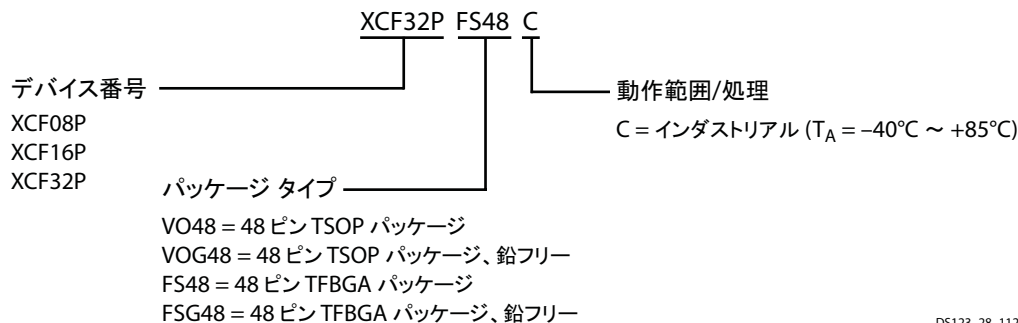 XCF32P FS48 C
デバイス番号
XCF08P
XCF16P
XCF32P
パッケージ タイプ
VO48 = 48 ピン TSOP パッケージ
VOG48 = 48 ピン TSOP パッケージ、鉛フリー
FS48 = 48 ピン TFBGA パッケージ
FSG48 = 48 ピン TFBGA パッケージ、鉛フリー
動作範囲/処理
C = インダストリアル (TA = –40°C ~ +85°C)